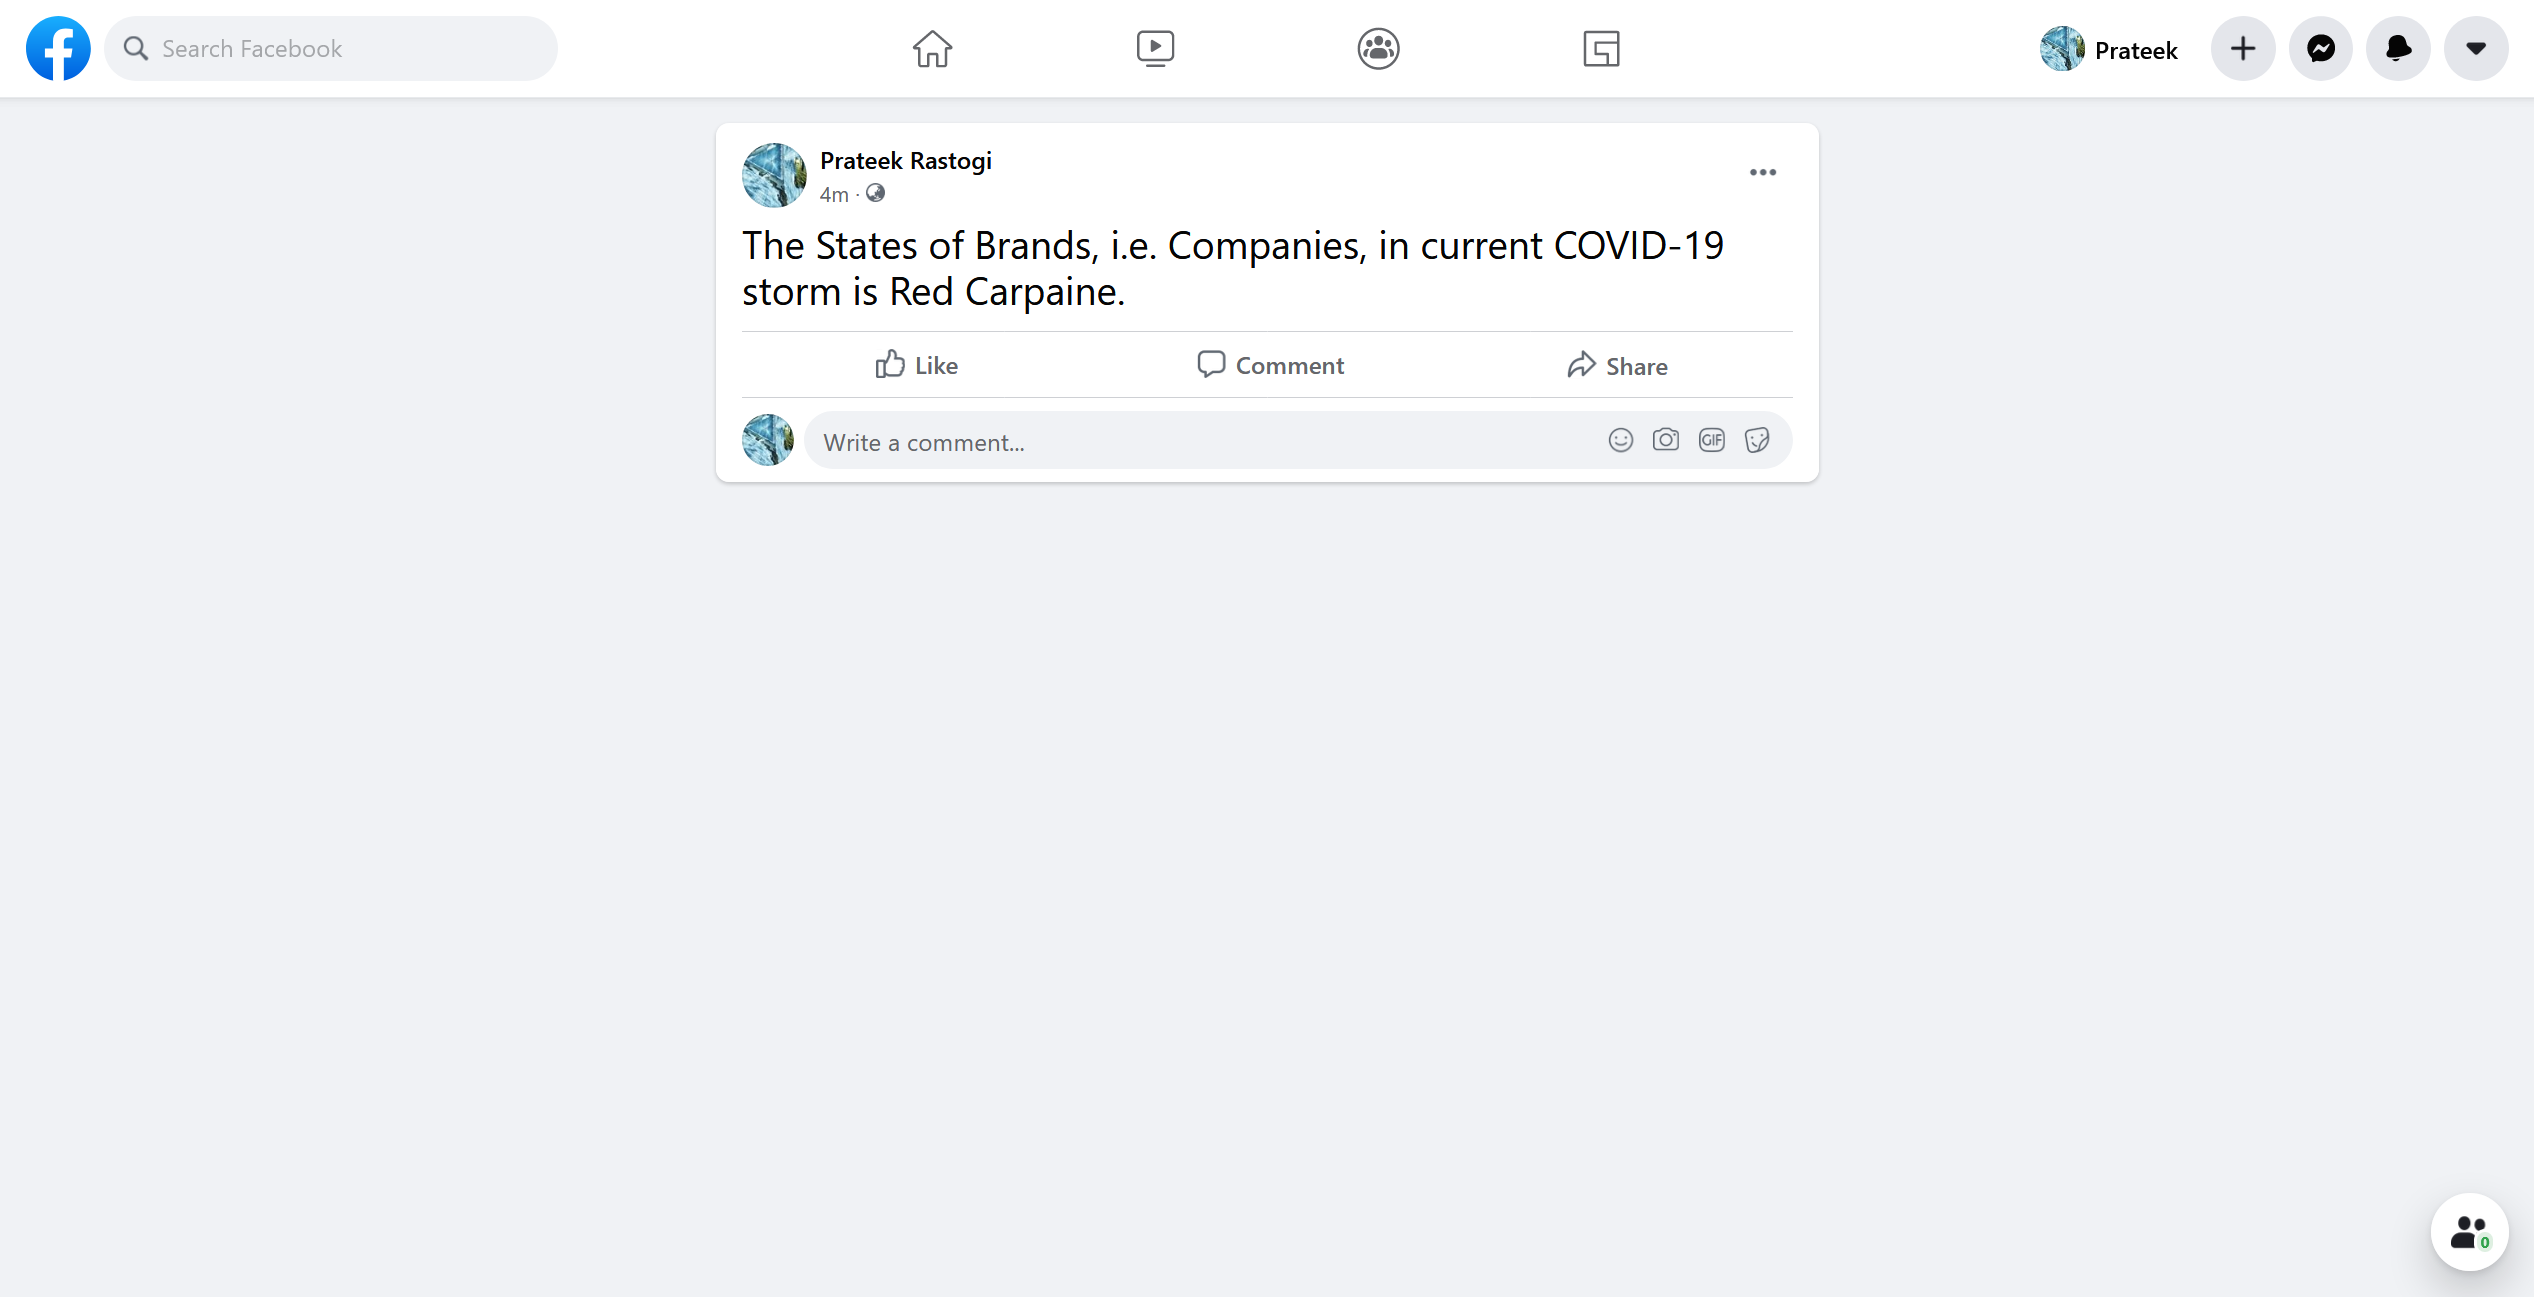 Search Facebook
Prateek
Prateek Rastogi
4m ·
The States of Brands, i.e. Companies, in current COVID-19
storm is Red Carpaine.
Like Comment Share
Write a comment... GIF
0